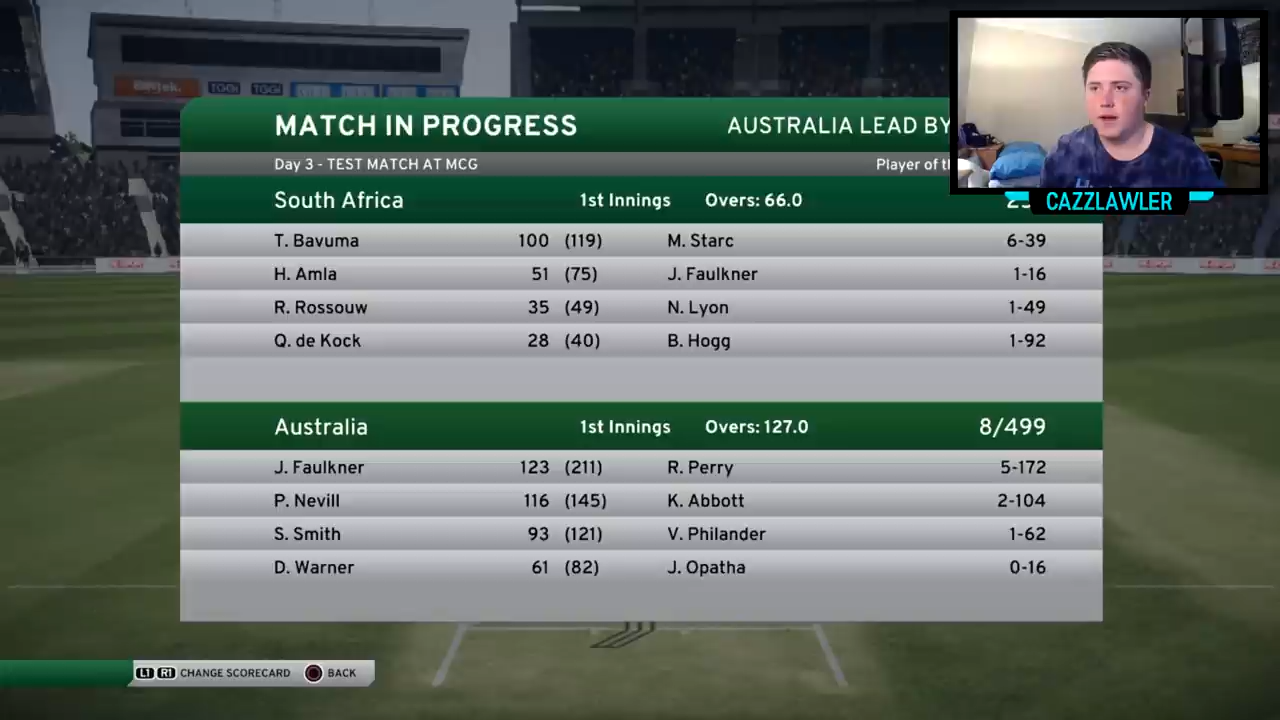 TOGI TOGI
MATCH IN PROGRESS AUSTRALIA LEAD BY
Day 3 - TEST MATCH AT MCG Player of
CAZZLAWLER
South Africa 1st Innings Overs: 66.0
T. Bavuma 100 (119) M. Starc 6-39
H. Amla 51 (75) J. Faulkner 1-16
R. Rossouw 35 (49) N. Lyon 1-49
Q. de Kock 28 (40) B. Hogg 1-92
Australia 1st Innings Overs: 127.0 8/499
J. Faulkner 123 (211) R. Perry 5-172
P. Nevill 116 (145) K. Abbott 2-104
S. Smith 93 (121) V. Philander 1-62
D. Warner 61 (82) J. Opatha 0-16
L1 R1 CHANGE SCORECARD BACK